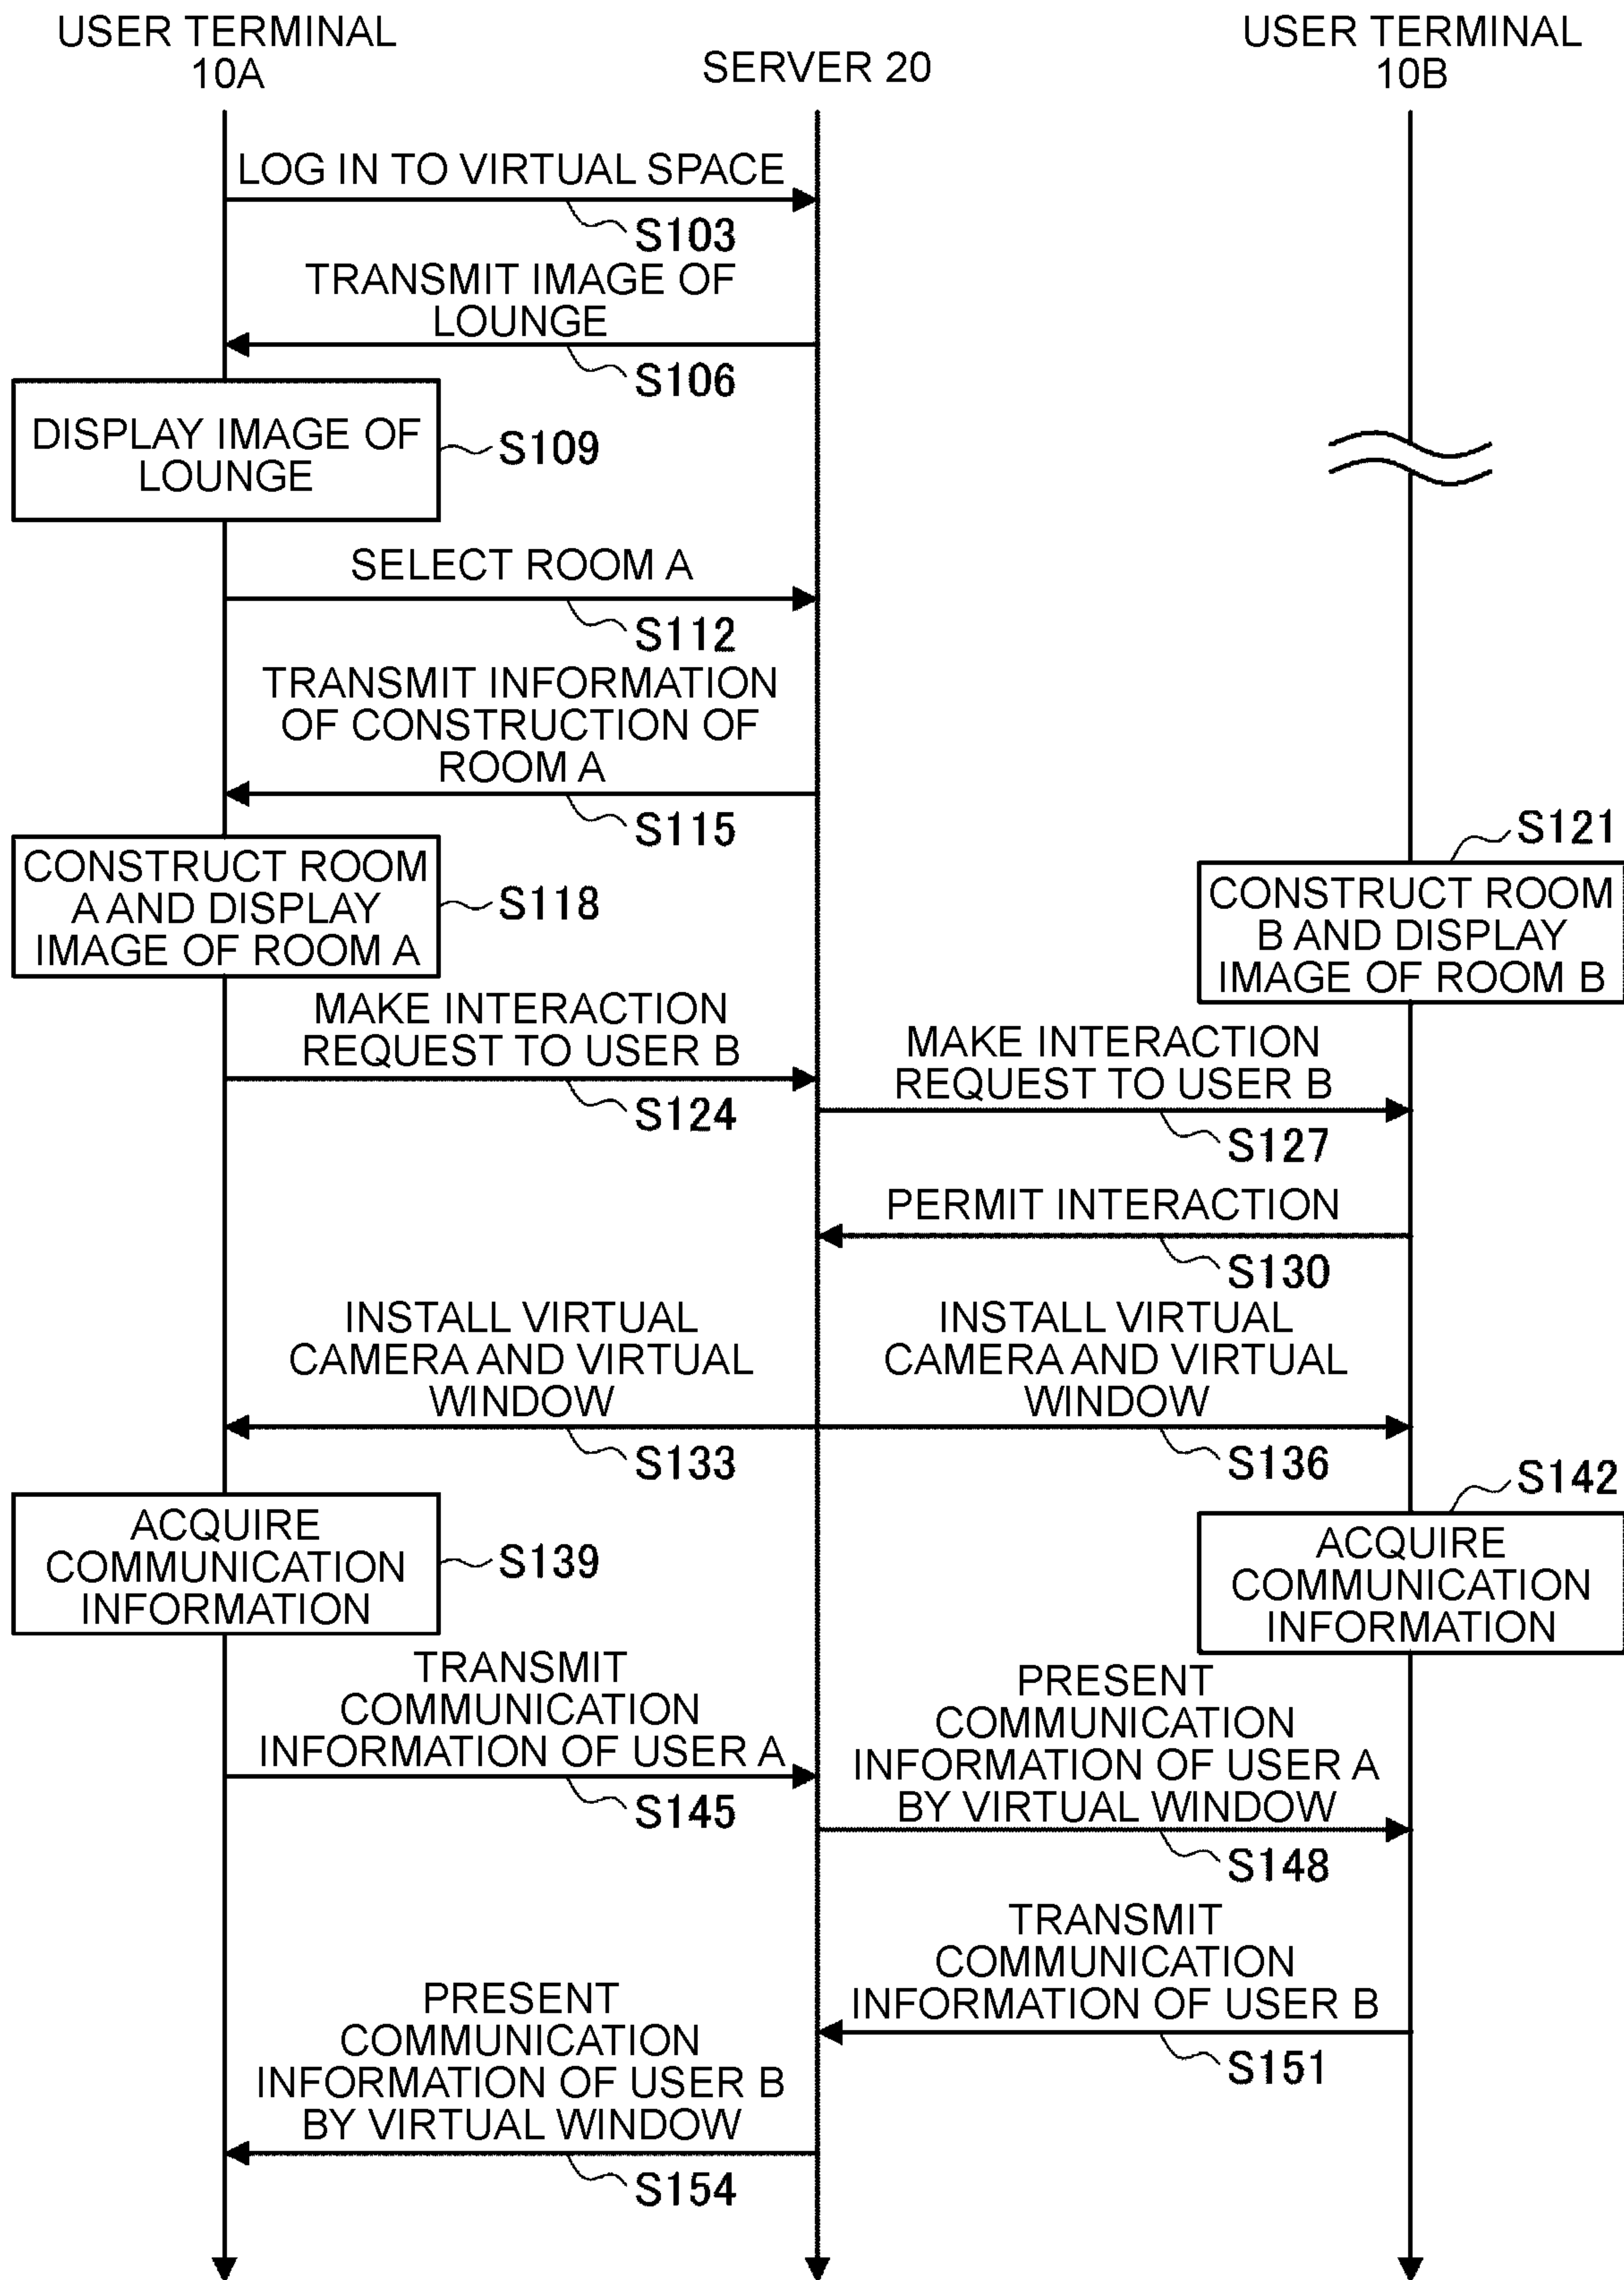 USER TERMINAL
10A
SERVER 20
USER TERMINAL
10B
LOG IN TO VIRTUAL SPACE
S103
TRANSMIT IMAGE OF
LOUNGE
S106
DISPLAY IMAGE OF
LOUNGE
S109
SELECT ROOM A
S112
TRANSMIT INFORMATION
OF CONSTRUCTION OF
ROOM A
S115
CONSTRUCT ROOM
A AND DISPLAY
IMAGE OF ROOM A
S118
S121
CONSTRUCT ROOM
B AND DISPLAY
IMAGE OF ROOM B
MAKE INTERACTION
REQUEST TO USER B
S124
MAKE INTERACTION
REQUEST TO USER B
S127
PERMIT INTERACTION
S130
INSTALL VIRTUAL
CAMERA AND VIRTUAL
WINDOW
S133
INSTALL VIRTUAL
CAMERA AND VIRTUAL
WINDOW
S136
ACQUIRE
COMMUNICATION
INFORMATION
S139
S142
ACQUIRE
COMMUNICATION
INFORMATION
TRANSMIT
COMMUNICATION
INFORMATION OF USER A
S145
PRESENT
COMMUNICATION
INFORMATION OF USER A
BY VIRTUAL WINDOW
S148
TRANSMIT
COMMUNICATION
INFORMATION OF USER B
S151
PRESENT
COMMUNICATION
INFORMATION OF USER B
BY VIRTUAL WINDOW
S154